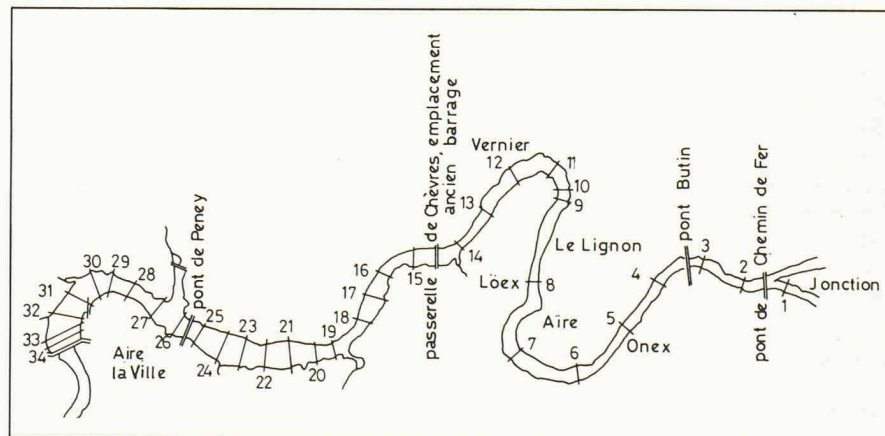 passerelle de Chèvres, emplacement
ancien barrage
Vernier
12
11
10
9
13
14
Le Lignon
pont Butin
3
pont de Chemin de Fer
2
1
Jonction
4
5
Onex
6
7
Aïre
8
Löex
15
16
17
18
19
20
21
22
23
24
25
pont de Peney
26
27
28
29
30
31
32
33
34
Aire
la Ville